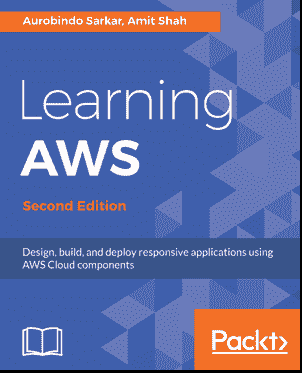 Aurobindo Sarkar, Amit Shah
Learning
AWS
Second Edition
Design, build, and deploy responsive applications using
AWS Cloud components
Packt>